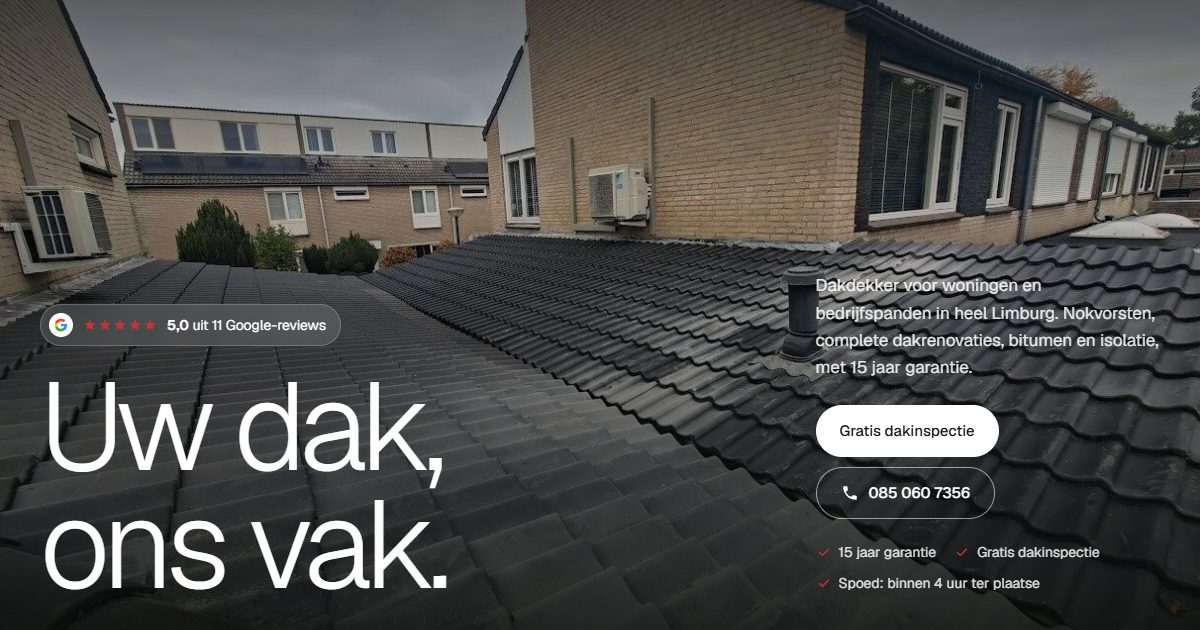 5,0 uit 11 Google-reviews
Uw dak,
ons vak.
Dakdekker voor woningen en
bedrijfspanden in heel Limburg. Nokvorsten,
complete dakrenovaties, bitumen en isolatie,
met 15 jaar garantie.
Gratis dakinspectie
085 060 7356
15 jaar garantie
Gratis dakinspectie
Spoed: binnen 4 uur ter plaatse